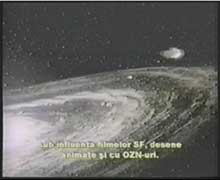 sub influența filmelor SF, desene
animate și cu OZN-uri.